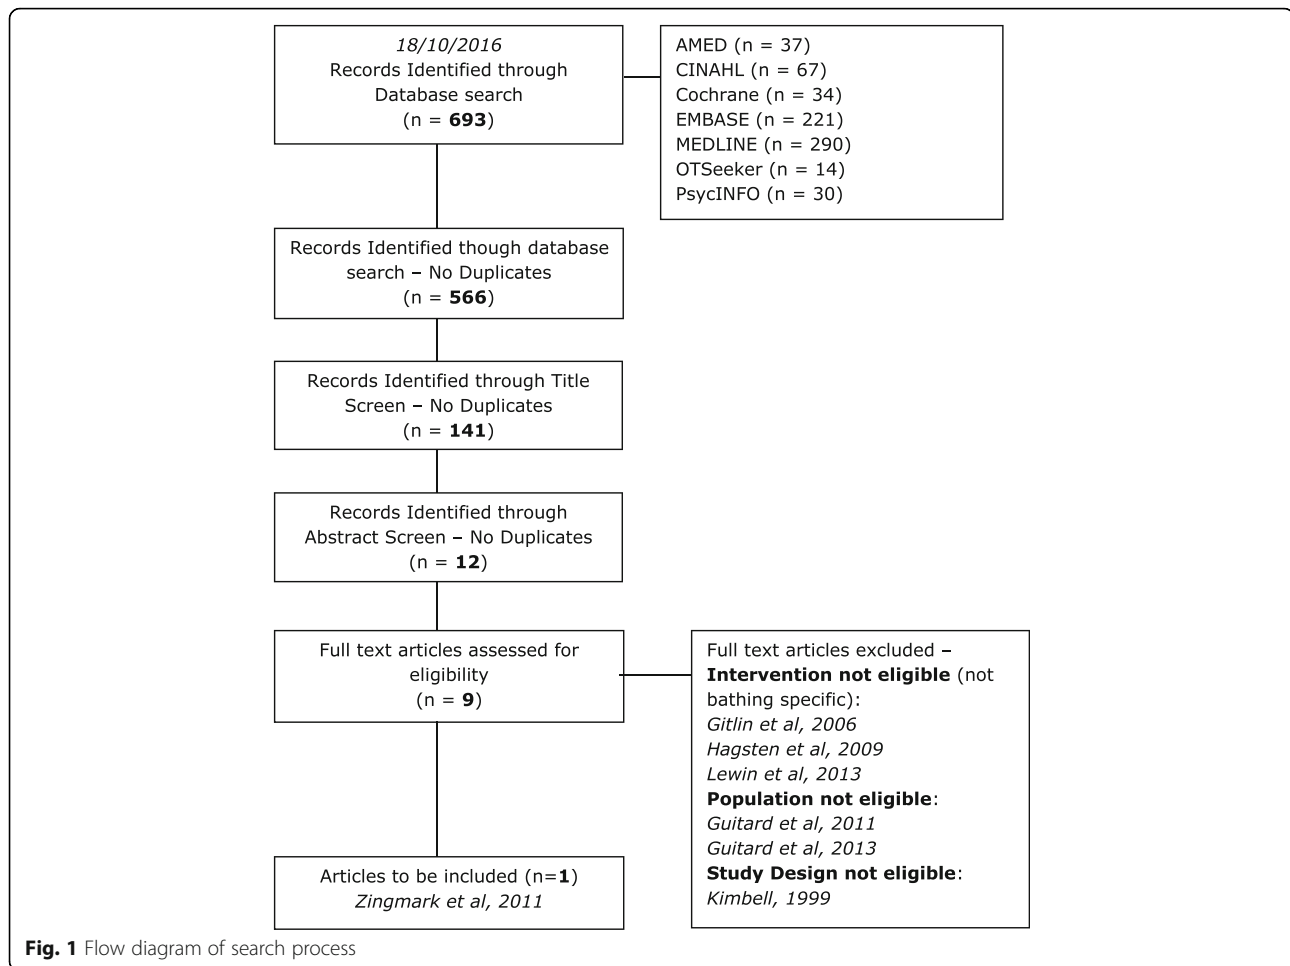 18/10/2016
Records Identified through
Database search
(n = 693)
AMED (n = 37)
CINAHL (n = 67)
Cochrane (n = 34)
EMBASE (n = 221)
MEDLINE (n = 290)
OTSeeker (n = 14)
PsycINFO (n = 30)
Records Identified though database
search – No Duplicates
(n = 566)
Records Identified through Title
Screen – No Duplicates
(n = 141)
Records Identified through
Abstract Screen – No Duplicates
(n = 12)
Full text articles assessed for
eligibility
(n = 9)
Full text articles excluded –
Intervention not eligible (not
bathing specific):
Gitlin et al, 2006
Hagsten et al, 2009
Lewin et al, 2013
Population not eligible:
Guitard et al, 2011
Guitard et al, 2013
Study Design not eligible:
Kimbell, 1999
Articles to be included (n=1)
Zingmark et al, 2011
Fig. 1 Flow diagram of search process